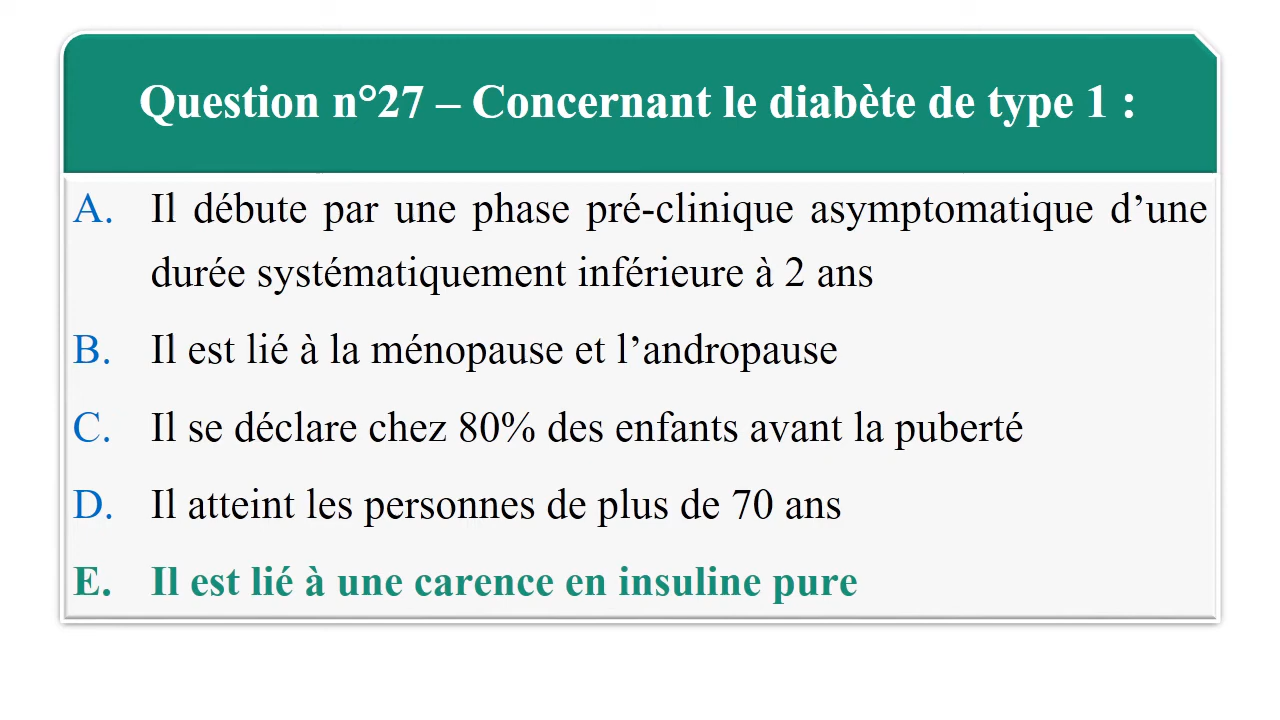 Question n°27 – Concernant le diabète de type 1 :
A. Il débute par une phase pré-clinique asymptomatique d’une
durée systématiquement inférieure à 2 ans
B. Il est lié à la ménopause et l’andropause
C. Il se déclare chez 80% des enfants avant la puberté
D. Il atteint les personnes de plus de 70 ans
E. Il est lié à une carence en insuline pure